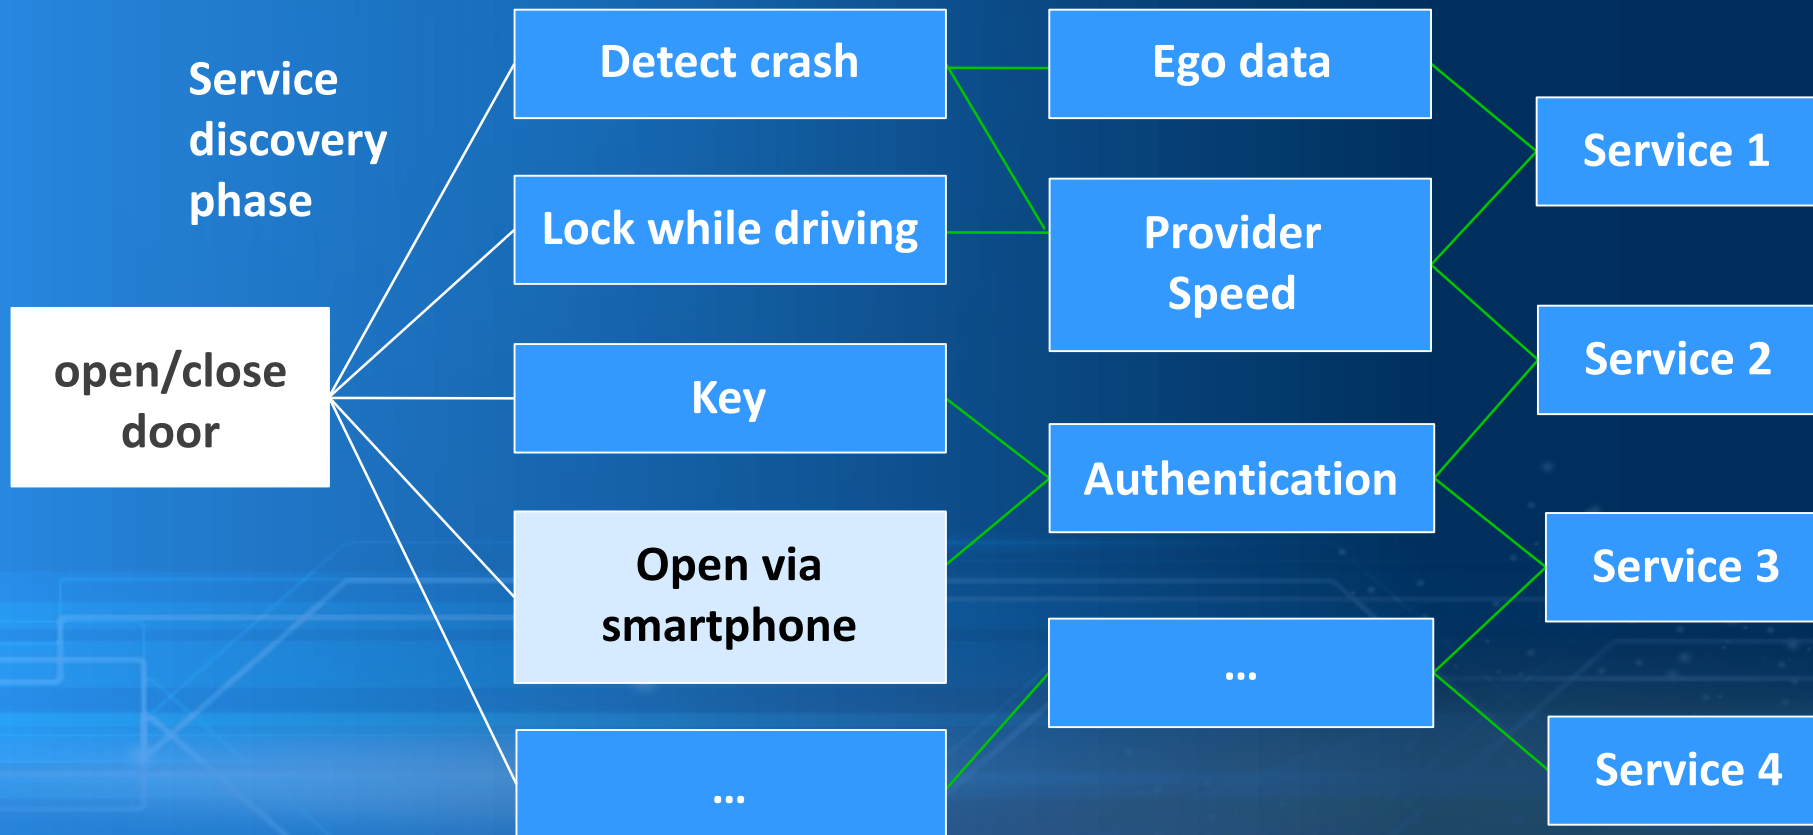 Service
discovery
phase
open/close
door
Detect crash
Lock while driving
Key
Open via
smartphone
...
Ego data
Provider
Speed
Authentication
...
Service 1
Service 2
Service 3
Service 4